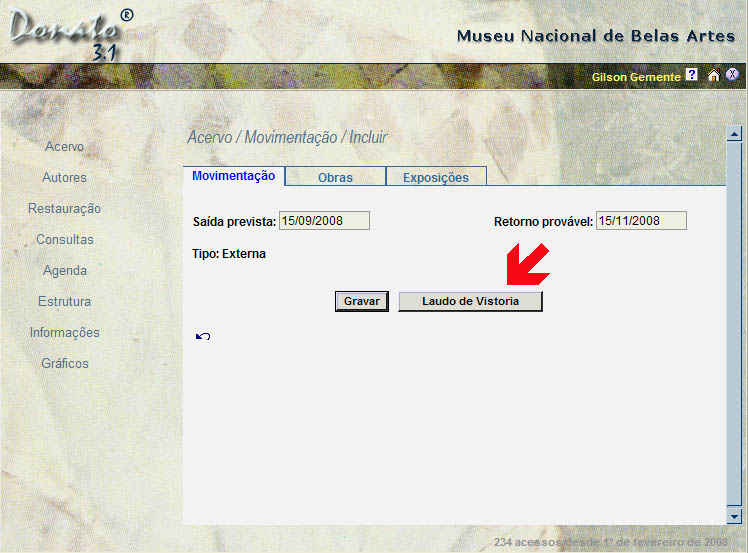 Donato ®
3.1
Museu Nacional de Belas Artes
Gilson Gemente ? X
Acervo
Autores
Restauração
Consultas
Agenda
Estrutura
Informações
Gráficos
Acervo / Movimentação / Incluir
Movimentação Obras Exposições
Saída prevista: 15/09/2008 Retorno provável: 15/11/2008
Tipo: Externa
Gravar Laudo de Vistoria
234 acessos desde 1º de fevereiro de 2008